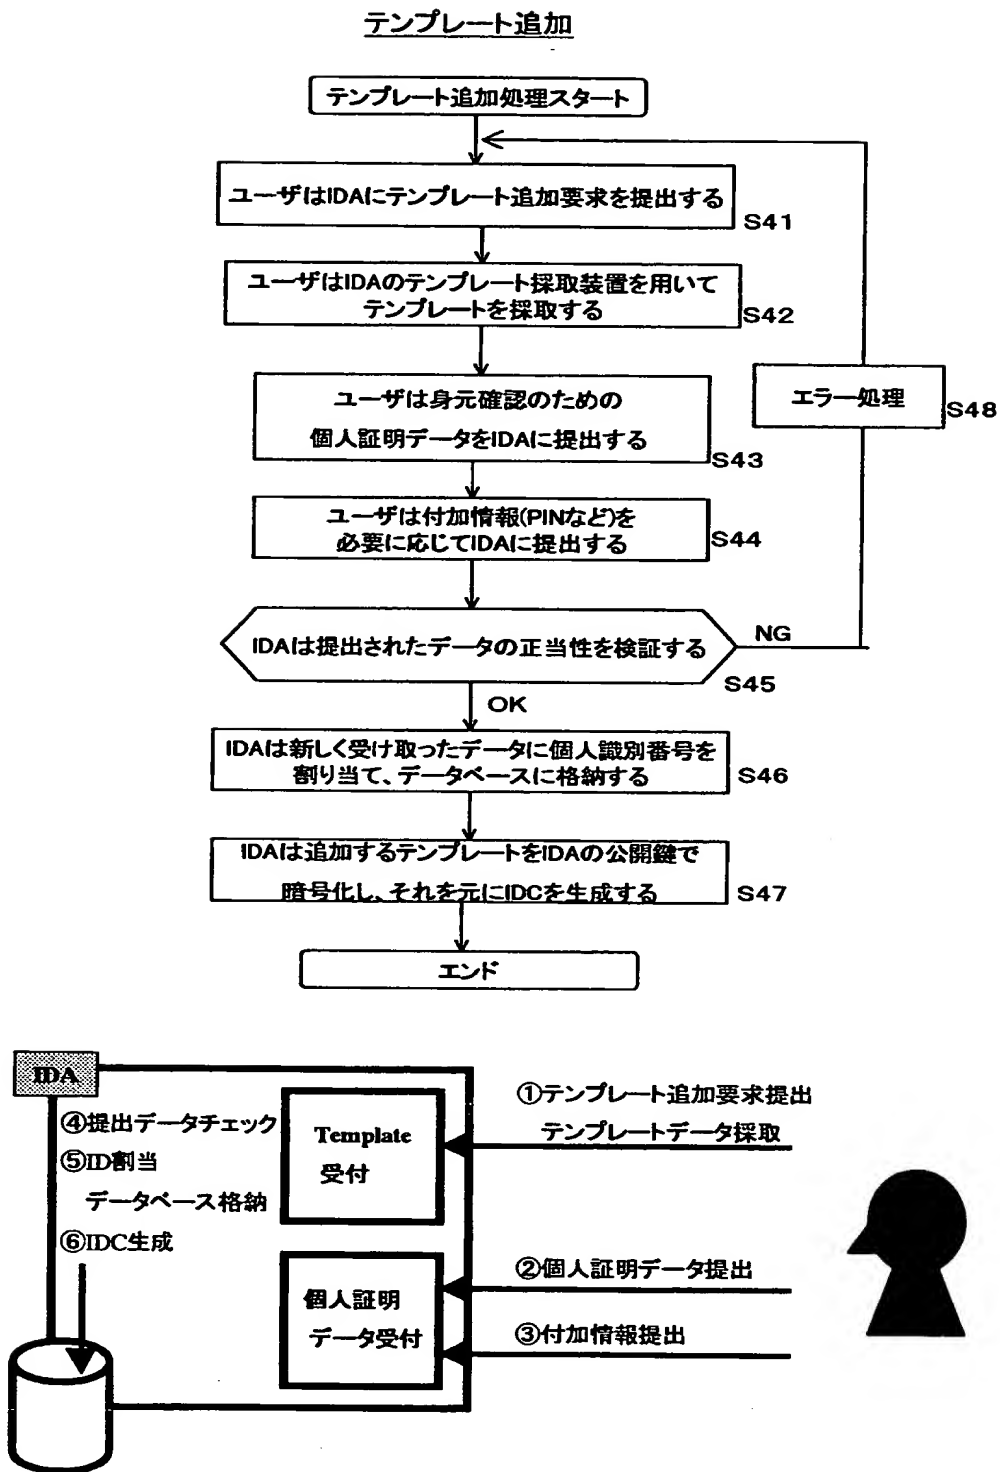 テンプレート追加
テンプレート追加処理スタート
ユーザはIDAにテンプレート追加要求を提出する
S41
ユーザはIDAのテンプレート採取装置を用いて
テンプレートを採取する
S42
ユーザは身元確認のための
個人証明データをIDAに提出する
S43
エラー処理
S48
ユーザは付加情報(PINなど)を
必要に応じてIDAに提出する
S44
IDAは提出されたデータの正当性を検証する
NG
S45
OK
IDAは新しく受け取ったデータに個人識別番号を
割り当て、データベースに格納する
S46
IDAは追加するテンプレートをIDAの公開鍵で
暗号化し、それを元にIDCを生成する
S47
エンド
IDA
④提出データチェック
⑤ID割当
データベース格納
⑥IDC生成
Template
受付
個人証明
データ受付
①テンプレート追加要求提出
テンプレートデータ採取
②個人証明データ提出
③付加情報提出